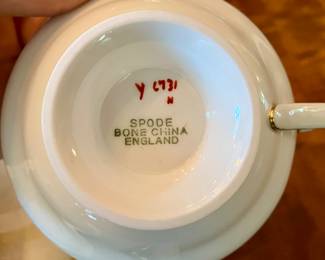 Y 6731
N
SPODE
BONE CHINA
ENGLAND